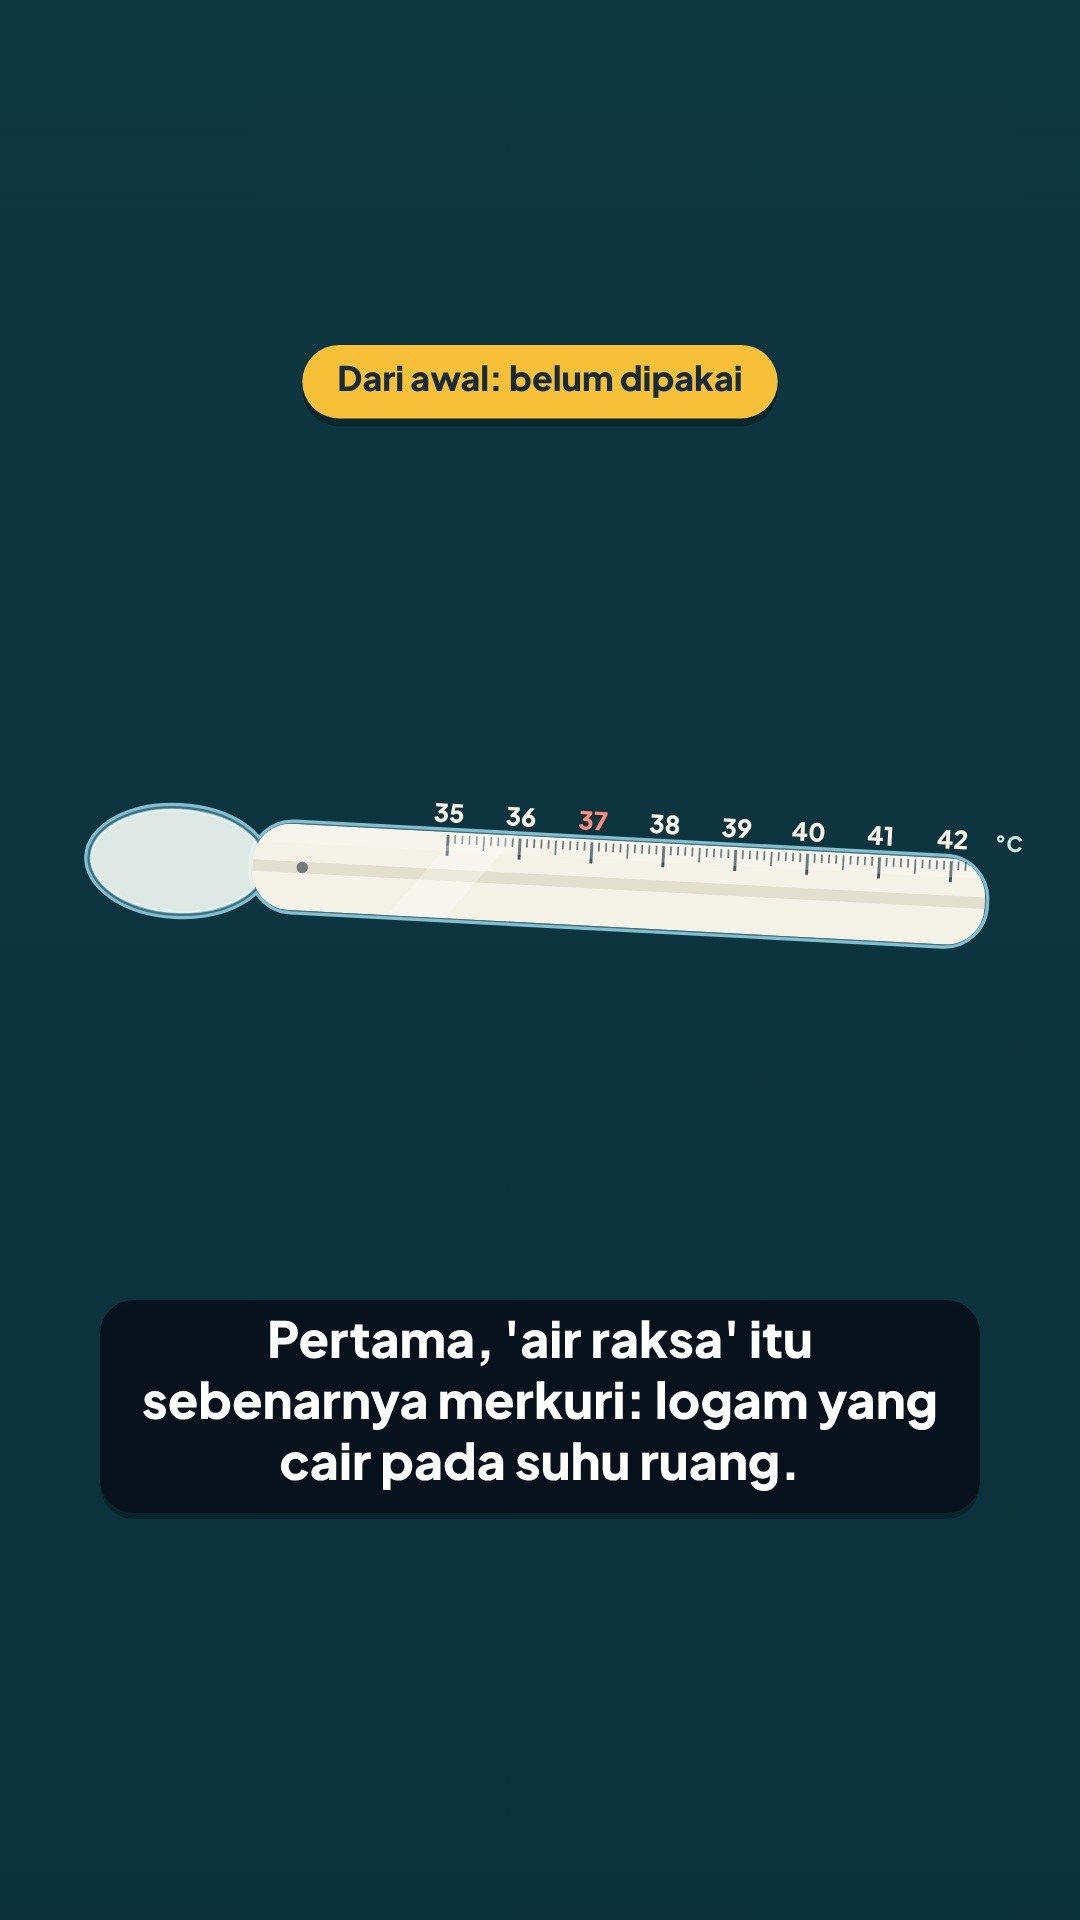 Dari awal: belum dipakai
35 36 37 38 39 40 41 42 °C
Pertama, 'air raksa' itu
sebenarnya merkuri: logam yang
cair pada suhu ruang.